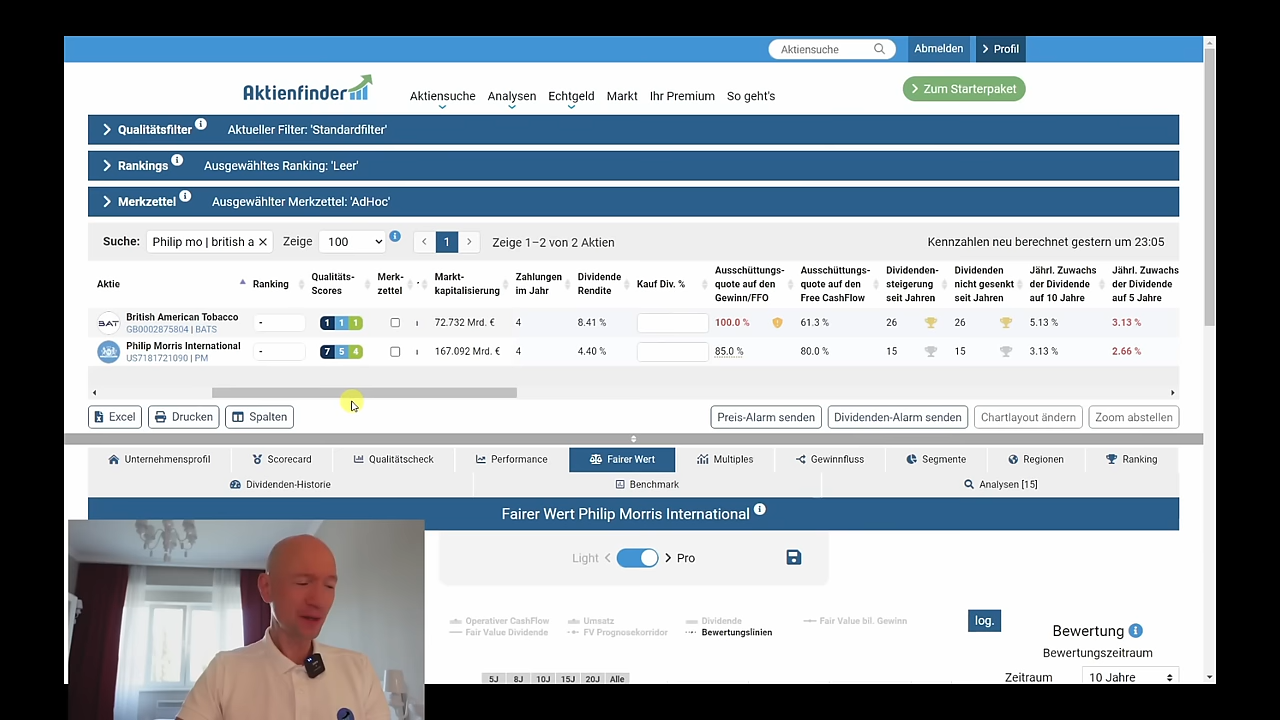 Aktiensuche
Abmelden
Profil
Aktienfinder
Aktiensuche Analysen Echtgeld Markt Ihr Premium So geht's
Zum Starterpaket
Qualitätsfilter Aktueller Filter: 'Standardfilter'
Rankings Ausgewähltes Ranking: 'Leer'
Merkzettel Ausgewählter Merkzettel: 'AdHoc'
Suche: Philip mo | british a Zeige 100 1 Zeige 1–2 von 2 Aktien Kennzahlen neu berechnet gestern um 23:05
Aktie
Ranking
Qualitäts-
Scores
Merk-
zettel
Markt-
kapitalisierung
Zahlungen
im Jahr
Dividende
Rendite
Kauf Div. %
Ausschüttungs-
quote auf den
Gewinn/FFO
Ausschüttungs-
quote auf den
Free CashFlow
Dividenden-
steigerung
seit Jahren
Dividenden
nicht gesenkt
seit Jahren
Jährl. Zuwachs
der Dividende
auf 10 Jahre
Jährl. Zuwachs
der Dividende
auf 5 Jahre
BAT
British American Tobacco
GB0002875804 | BATS
- 1 1 1 72.732 Mrd. € 4 8.41 % 100.0 % 61.3 % 26 26 5.13 % 3.13 %
Philip Morris International
US7181721090 | PM
- 7 5 4 167.092 Mrd. € 4 4.40 % 85.0 % 80.0 % 15 15 3.13 % 2.66 %
Excel Drucken Spalten Preis-Alarm senden Dividenden-Alarm senden Chartlayout ändern Zoom abstellen
Unternehmensprofil Scorecard Qualitätscheck Performance Fairer Wert Multiples Gewinnfluss Segmente Regionen Ranking
Dividenden-Historie Benchmark Analysen [15]
Fairer Wert Philip Morris International
Light Pro
Operativer CashFlow Umsatz Dividende Fair Value bil. Gewinn
Fair Value Dividende FV Prognosekorridor Bewertungslinien
log.
Bewertung
Bewertungszeitraum
Zeitraum 10 Jahre
5J 8J 10J 15J 20J Alle